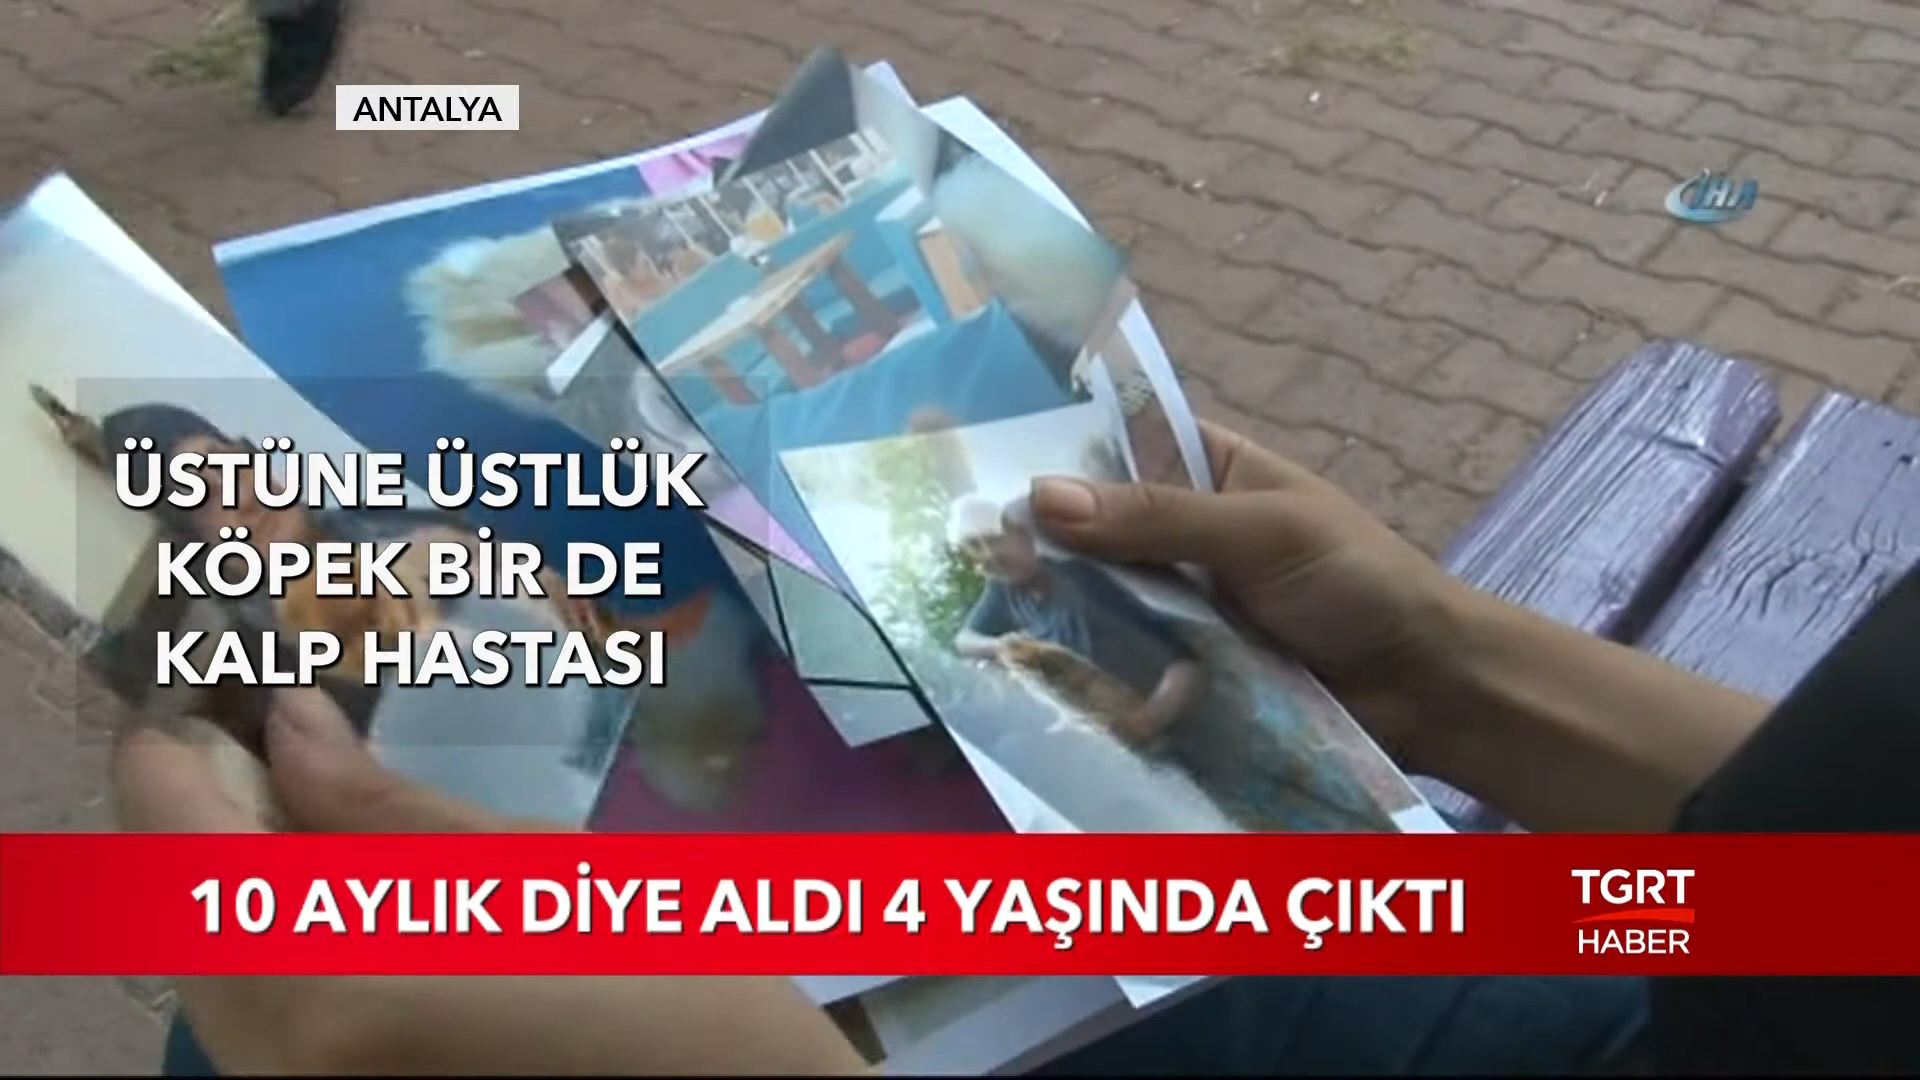 ANTALYA
İHA
ÜSTÜNE ÜSTLÜK
KÖPEK BİR DE
KALP HASTASI
10 AYLIK DİYE ALDI 4 YAŞINDA ÇIKTI
TGRT
HABER